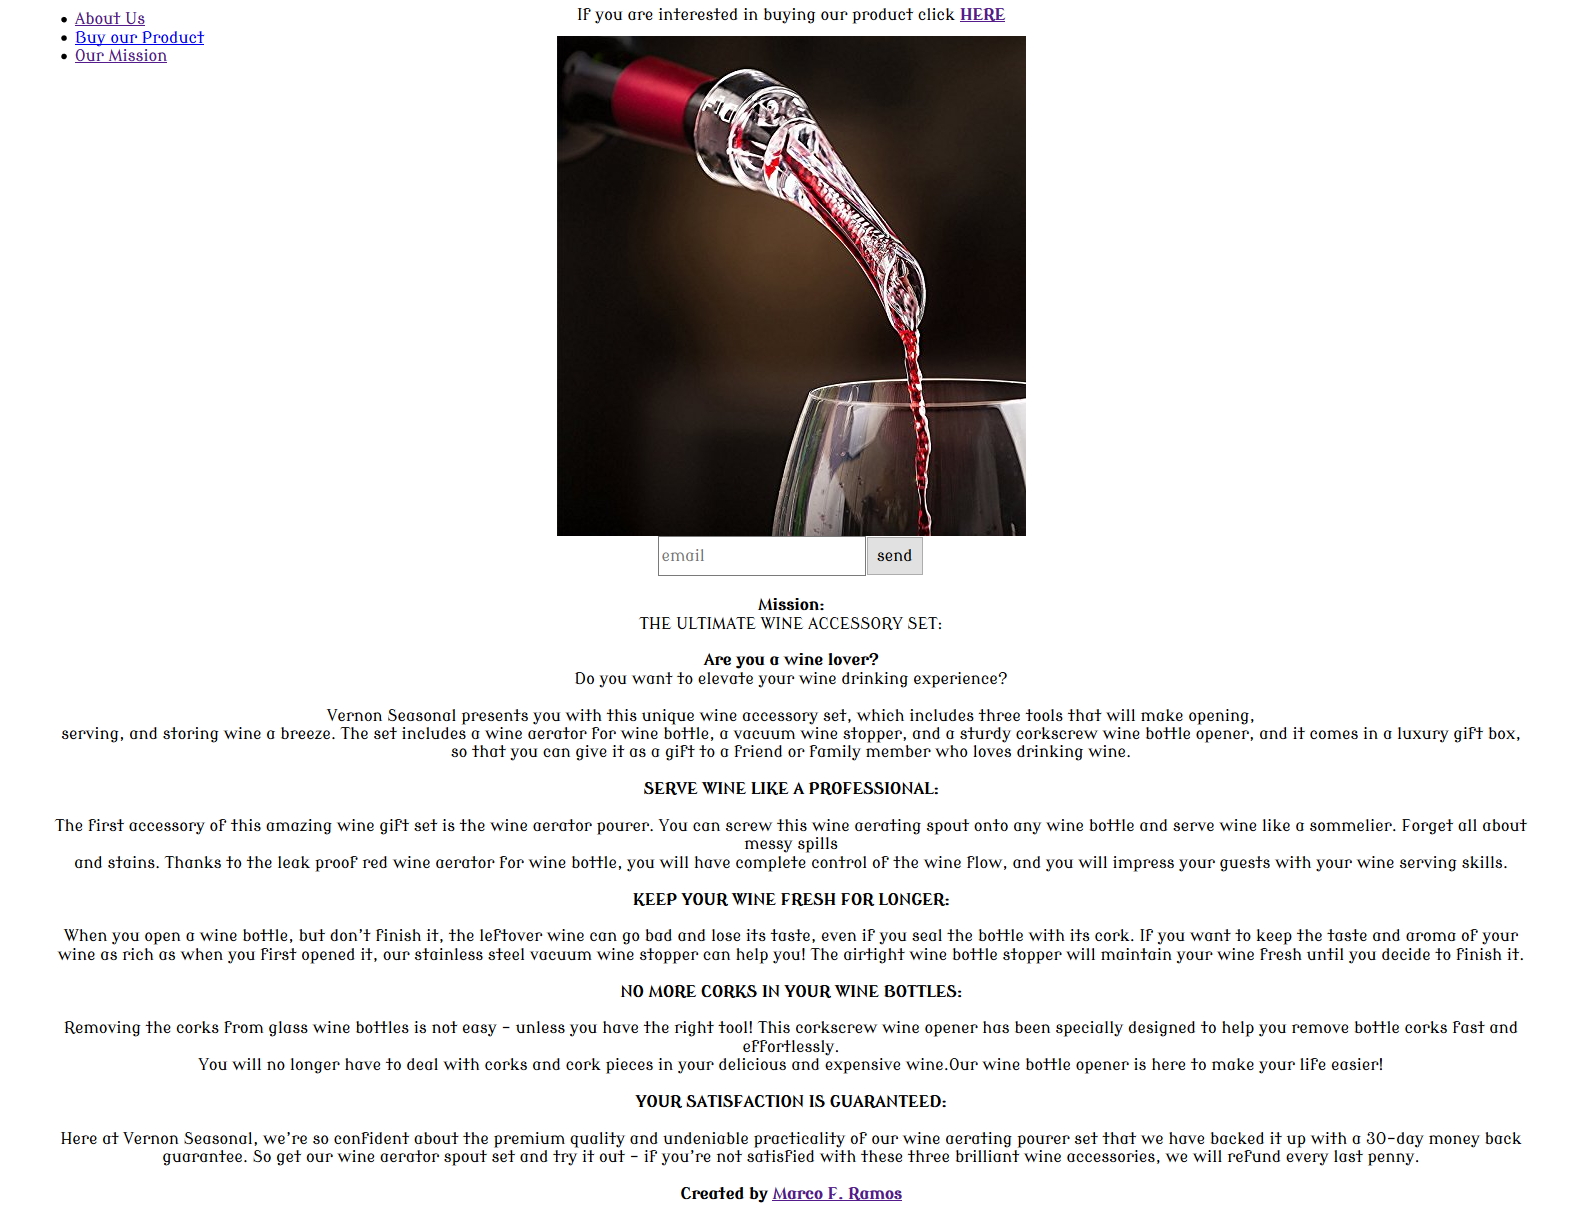 About Us
Buy our Product
Our Mission
If you are interested in buying our product click HERE
email
send
Mission:
THE ULTIMATE WINE ACCESSORY SET:
Are you a wine lover?
Do you want to elevate your wine drinking experience?
Vernon Seasonal presents you with this unique wine accessory set, which includes three tools that will make opening,
serving, and storing wine a breeze. The set includes a wine aerator for wine bottle, a vacuum wine stopper, and a sturdy corkscrew wine bottle opener, and it comes in a luxury gift box,
so that you can give it as a gift to a friend or family member who loves drinking wine.
SERVE WINE LIKE A PROFESSIONAL:
The first accessory of this amazing wine gift set is the wine aerator pourer. You can screw this wine aerating spout onto any wine bottle and serve wine like a sommelier. Forget all about
messy spills
and stains. Thanks to the leak proof red wine aerator for wine bottle, you will have complete control of the wine flow, and you will impress your guests with your wine serving skills.
KEEP YOUR WINE FRESH FOR LONGER:
When you open a wine bottle, but don't finish it, the leftover wine can go bad and lose its taste, even if you seal the bottle with its cork. If you want to keep the taste and aroma of your
wine as rich as when you first opened it, our stainless steel vacuum wine stopper can help you! The airtight wine bottle stopper will maintain your wine fresh until you decide to finish it.
NO MORE CORKS IN YOUR WINE BOTTLES:
Removing the corks from glass wine bottles is not easy – unless you have the right tool! This corkscrew wine opener has been specially designed to help you remove bottle corks fast and
effortlessly.
You will no longer have to deal with corks and cork pieces in your delicious and expensive wine.Our wine bottle opener is here to make your life easier!
YOUR SATISFACTION IS GUARANTEED:
Here at Vernon Seasonal, we're so confident about the premium quality and undeniable practicality of our wine aerating pourer set that we have backed it up with a 30-day money back
guarantee. So get our wine aerator spout set and try it out – if you're not satisfied with these three brilliant wine accessories, we will refund every last penny.
Created by Marco F. Ramos